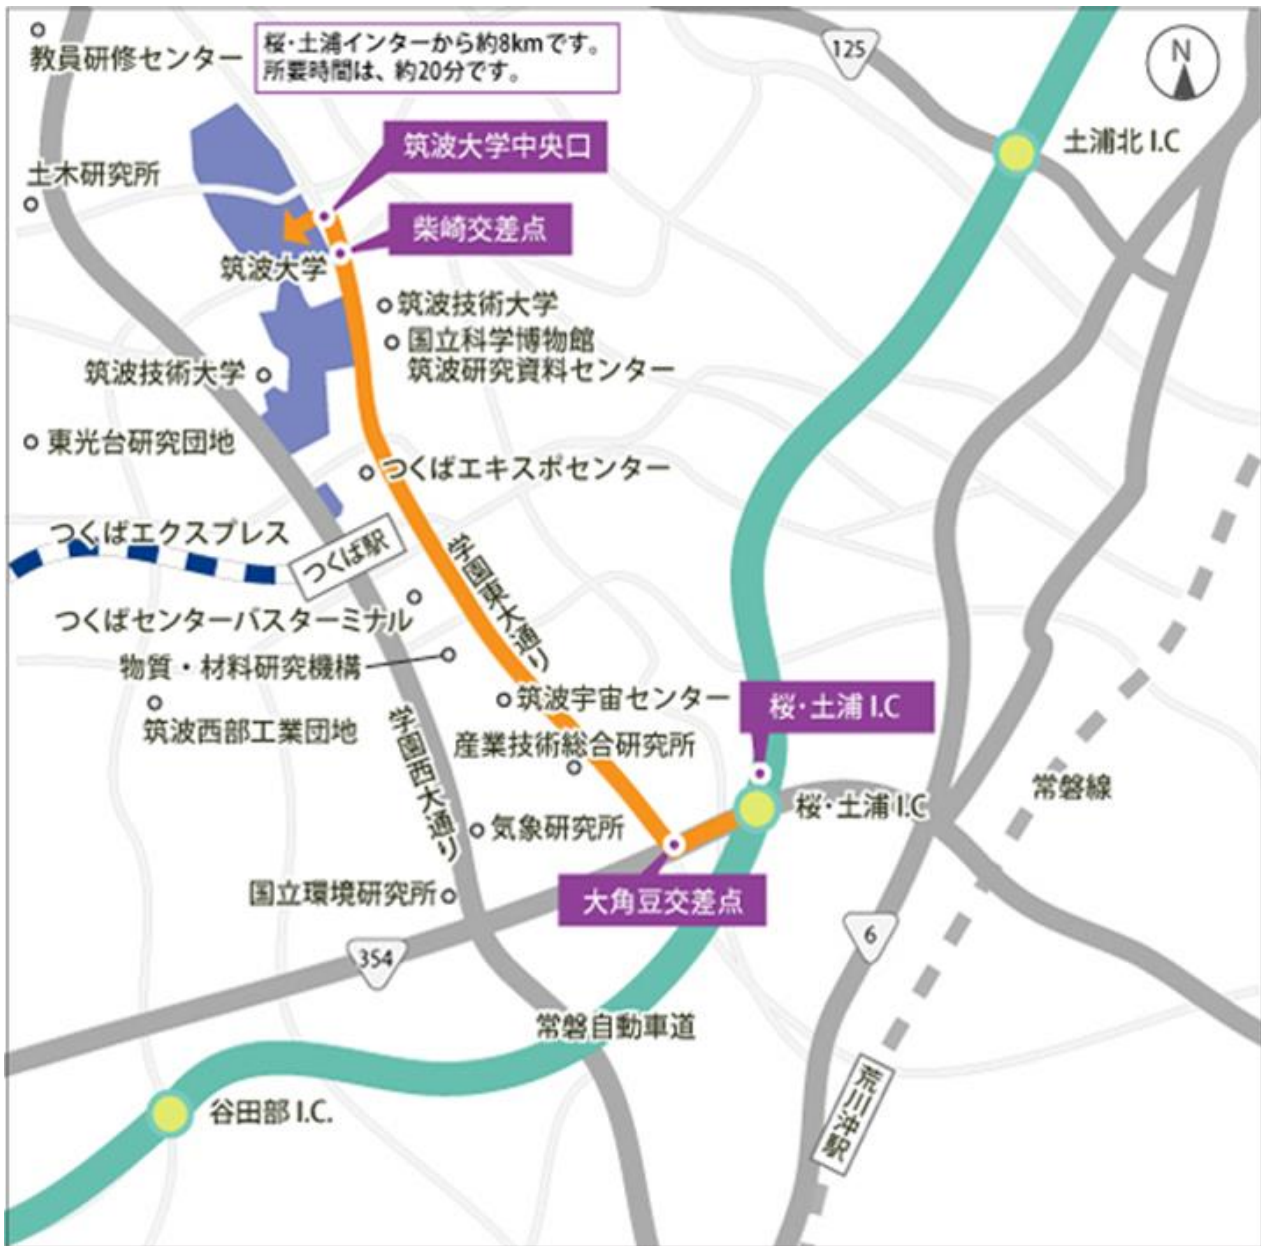 教員研修センター
桜・土浦インターから約8kmです。
所要時間は、約20分です。
125
N
土浦北 I.C
筑波大学中央口
土木研究所
柴崎交差点
筑波大学
筑波技術大学
国立科学博物館
筑波研究資料センター
筑波技術大学
東光台研究団地
つくばエキスポセンター
つくばエクスプレス
つくば駅
学園東大通り
つくばセンターバスターミナル
物質・材料研究機構
筑波宇宙センター
桜・土浦 I.C
筑波西部工業団地
学園西大通り
産業技術総合研究所
常磐線
桜・土浦 I.C
気象研究所
国立環境研究所
大角豆交差点
6
354
常磐自動車道
荒川沖駅
谷田部 I.C.